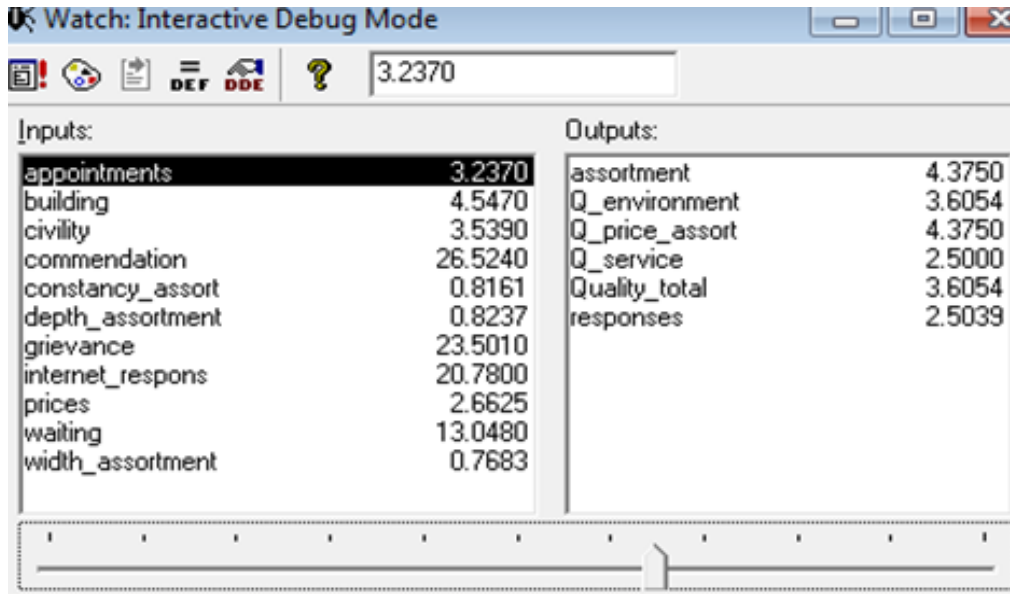 Watch: Interactive Debug Mode
DEF DDE 3.2370
Inputs:
appointments 3.2370
building 4.5470
civility 3.5390
commendation 26.5240
constancy_assort 0.8161
depth_assortment 0.8237
grievance 23.5010
internet_respons 20.7800
prices 2.6625
waiting 13.0480
width_assortment 0.7683
Outputs:
assortment 4.3750
Q_environment 3.6054
Q_price_assort 4.3750
Q_service 2.5000
Quality_total 3.6054
responses 2.5039